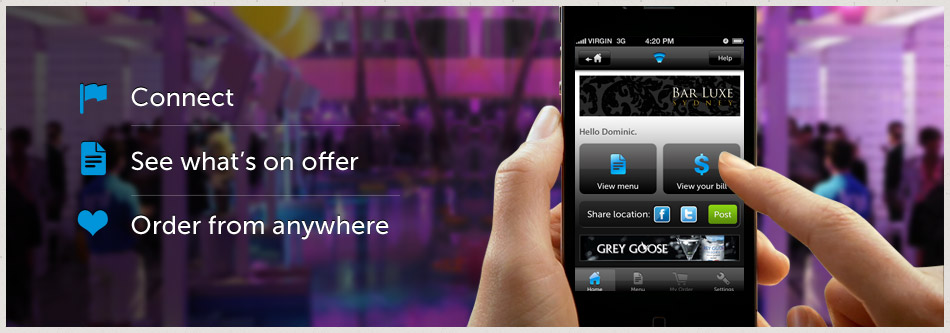 Connect
See what's on offer
Order from anywhere
VIRGIN 3G 4:20 PM
Help
BAR LUXE
SYDNEY
Hello Dominic.
View menu View your bill
Share location: Post
GREY GOOSE
Home Menu My Order Settings